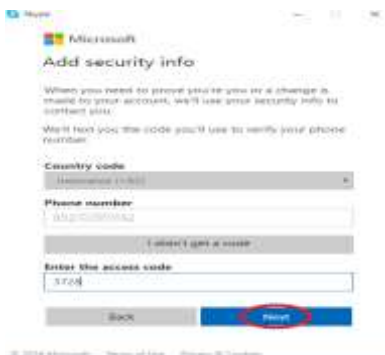 Skype
Microsoft
Add security info
When you need to prove you're you or a change is
made to your account, we'll use your security info to
contact you.
We'll text you the code you'll use to verify your phone
number.
Country code
Phone number
I didn't get a code
Enter the access code
3728
Back
Next
Microsoft Terms of Use Privacy & Cookies